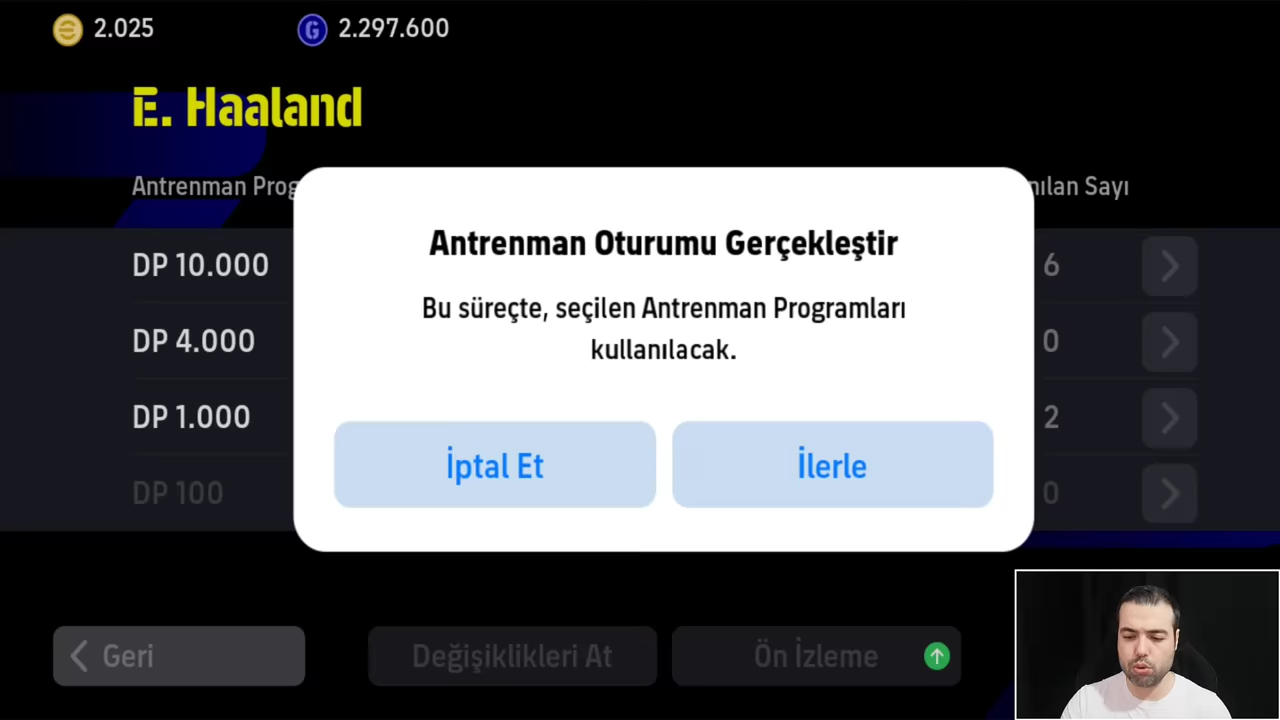 2.025
2.297.600
E. Haaland
Antrenman Prog
nılan Sayı
Antrenman Oturumu Gerçekleştir
Bu süreçte, seçilen Antrenman Programları
kullanılacak.
İptal Et
İlerle
DP 10.000
6
DP 4.000
0
DP 1.000
2
DP 100
0
Geri
Değişiklikleri At
Ön İzleme